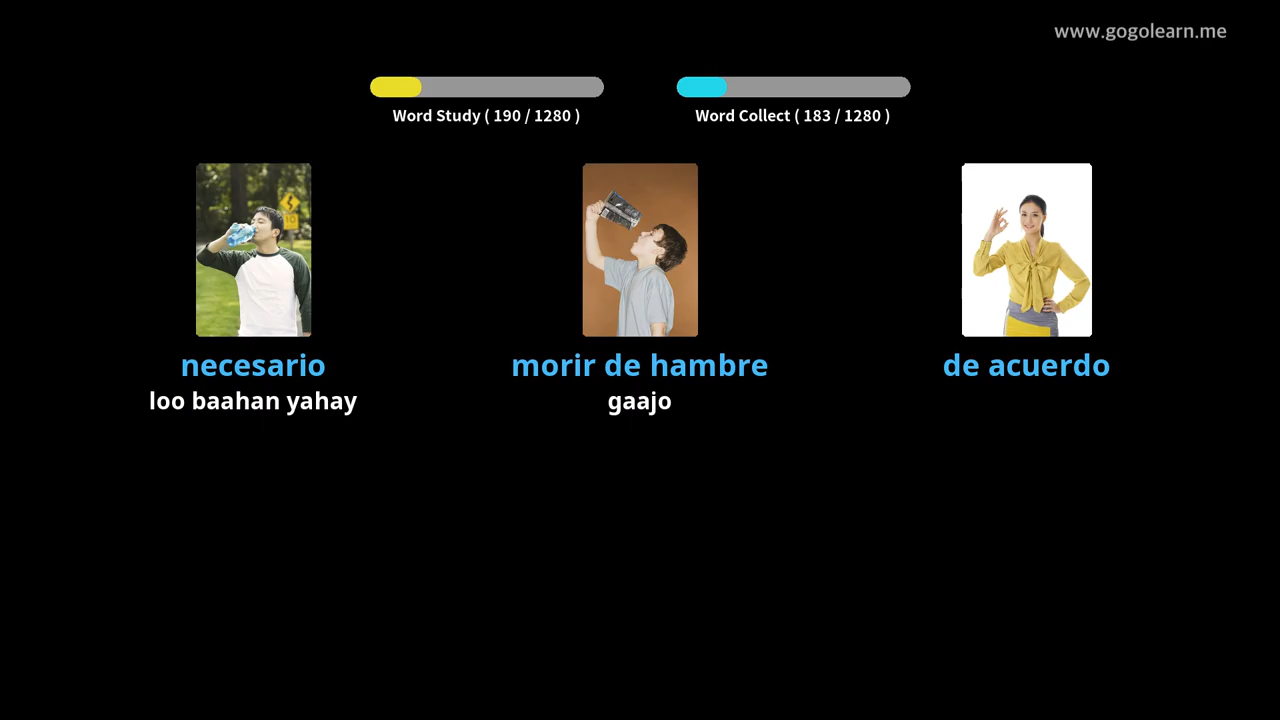 www.gogolearn.me
Word Study ( 190 / 1280 )
Word Collect ( 183 / 1280 )
necesario
morir de hambre
de acuerdo
loo baahan yahay
gaajo